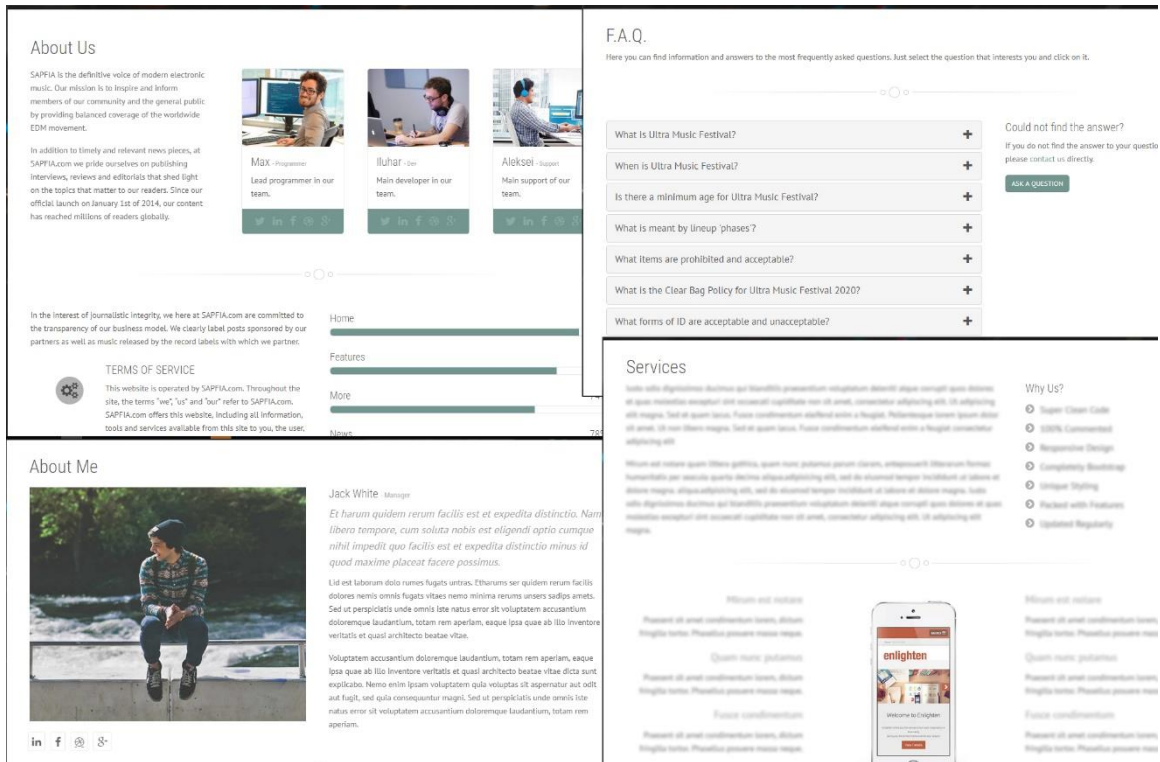 About Us
SAPFIA is the definitive voice of modern electronic
music. Our mission is to inspire and inform
members of our community and the general public
by providing balanced coverage of the worldwide
EDM movement.
In addition to timely and relevant news pieces, at
SAPFIA.com we pride ourselves on publishing
interviews, reviews and editorials that shed light
on the topics that matter to our readers. Since our
official launch on January 1st of 2014, our content
has reached millions of readers globally.
Max - Programmer
Lead programmer in our
team.
Iluhar - Dev
Main developer in our
team.
Aleksei - Support
Main support of our
team.
In the interest of journalistic integrity, we here at SAPFIA.com are committed to
the transparency of our business model. We clearly label posts sponsored by our
partners as well as music released by the record labels with which we partner.
TERMS OF SERVICE
This website is operated by SAPFIA.com. Throughout the
site, the terms "we", "us" and "our" refer to SAPFIA.com.
SAPFIA.com offers this website, including all information,
tools and services available from this site to you, the user,
Home
Features
More
News
F.A.Q.
Here you can find information and answers to the most frequently asked questions. Just select the question that interests you and click on it.
What is Ultra Music Festival?
When is Ultra Music Festival?
Is there a minimum age for Ultra Music Festival?
What is meant by lineup 'phases'?
What items are prohibited and acceptable?
What is the Clear Bag Policy for Ultra Music Festival 2020?
What forms of ID are acceptable and unacceptable?
Could not find the answer?
If you do not find the answer to your questio
please contact us directly.
ASK A QUESTION
About Me
Jack White Manager
Et harum quidem rerum facilis est et expedita distinctio. Nam
libero tempore, cum soluta nobis est eligendi optio cumque
nihil impedit quo facilis est et expedita distinctio minus id
quod maxime placeat facere possimus.
Lid est laborum dolo rumes fugats untras. Etharums ser quidem rerum facilis
dolores nemis omnis fugats vitaes nemo minima rerums unsers sadips amets.
Sed ut perspiciatis unde omnis iste natus error sit voluptatem accusantium
doloremque laudantium, totam rem aperiam, eaque ipsa quae ab illo inventore
veritatis et quasi architecto beatae vitae.
Voluptatem accusantium doloremque laudantium, totam rem aperiam, eaque
ipsa quae ab illo inventore veritatis et quasi architecto beatae vitae dicta sunt
explicabo. Nemo enim ipsam voluptatem quia voluptas sit aspernatur aut odit
aut fugit, sed quia consequuntur magni. Sed ut perspiciatis unde omnis iste
natus error sit voluptatem accusantium doloremque laudantium, totam rem
aperiam.
Services
Why Us?
Super Clean Code
100% Commented
Responsive Design
Completely Bootstrap
Unique Styling
Packed with Features
Updated Regularly
Mirum est notare
Quam nunc putamus
Fusce condimentum
enlighten
Welcome to Enlighten
Mirum est notare
Quam nunc putamus
Fusce condimentum